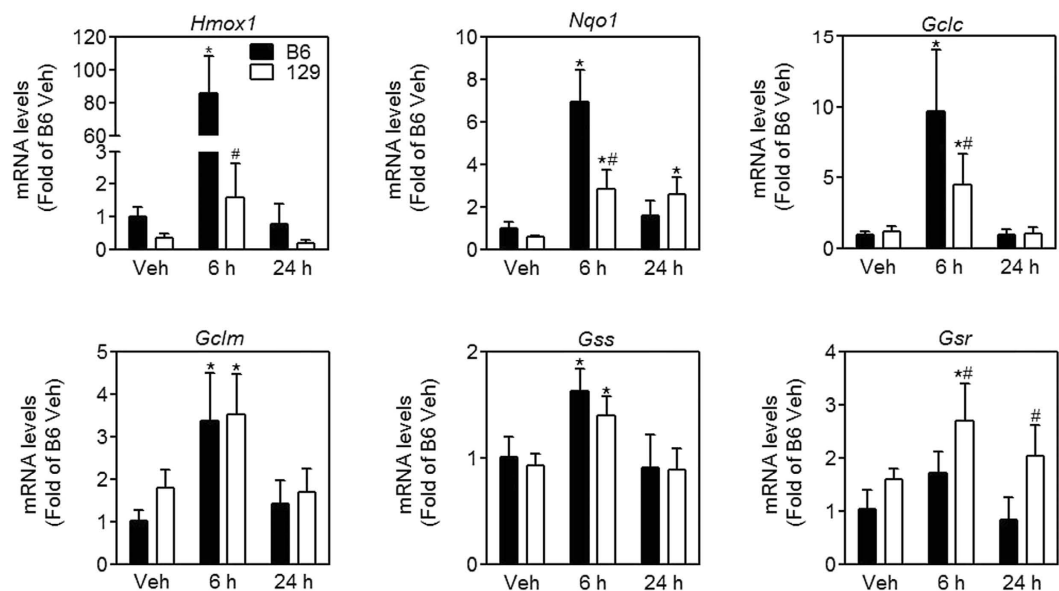 Hmox1
mRNA levels
(Fold of B6 Veh)
120
100
80
60
3
2
1
0
*
#
B6
129
Veh 6 h 24 h
Nqo1
mRNA levels
(Fold of B6 Veh)
10
8
6
4
2
0
*
*#
*
Veh 6 h 24 h
Gclc
mRNA levels
(Fold of B6 Veh)
15
10
5
0
*
*#
Veh 6 h 24 h
Gclm
mRNA levels
(Fold of B6 Veh)
5
4
3
2
1
0
* *
Veh 6 h 24 h
Gss
mRNA levels
(Fold of B6 Veh)
2
1
0
*
*
Veh 6 h 24 h
Gsr
mRNA levels
(Fold of B6 Veh)
4
3
2
1
0
*#
#
Veh 6 h 24 h